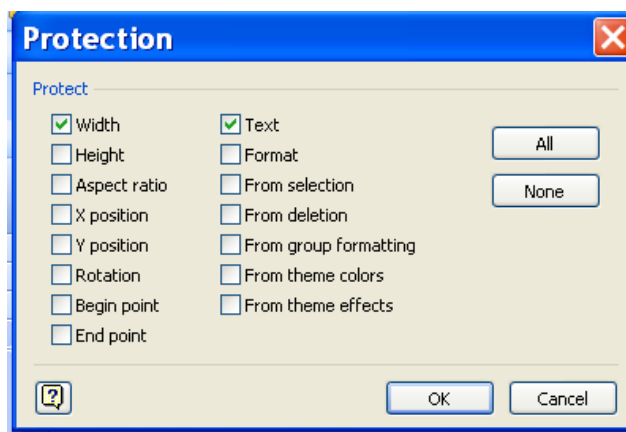 Protection
Protect
Width
Height
Aspect ratio
X position
Y position
Rotation
Begin point
End point
Text
Format
From selection
From deletion
From group formatting
From theme colors
From theme effects
All
None
?
OK
Cancel